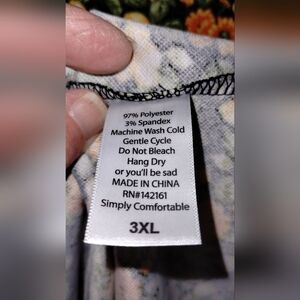 97% Polyester
3% Spandex
Machine Wash Cold
Gentle Cycle
Do Not Bleach
Hang Dry
or you'll be sad
MADE IN CHINA
RN#142161
Simply Comfortable
3XL